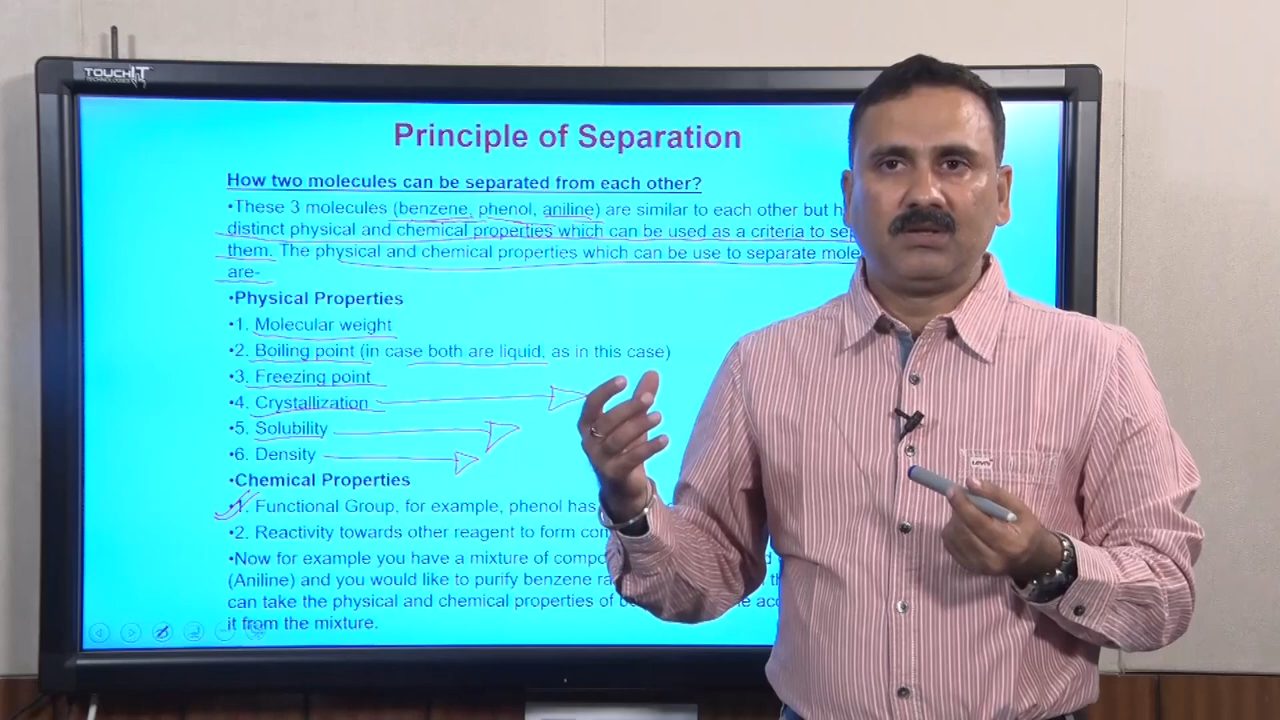 TOUCHIT
TECHNOLOGIES
Principle of Separation
How two molecules can be separated from each other?
•These 3 molecules (benzene, phenol, aniline) are similar to each other but h
distinct physical and chemical properties which can be used as a criteria to sep
them. The physical and chemical properties which can be use to separate mole
are-
•Physical Properties
•1. Molecular weight
•2. Boiling point (in case both are liquid, as in this case)
•3. Freezing point
•4. Crystallization
•5. Solubility
•6. Density
•Chemical Properties
•1. Functional Group, for example, phenol has
•2. Reactivity towards other reagent to form com
•Now for example you have a mixture of compo
(Aniline) and you would like to purify benzene
can take the physical and chemical properties of
it from the mixture.
Levi's